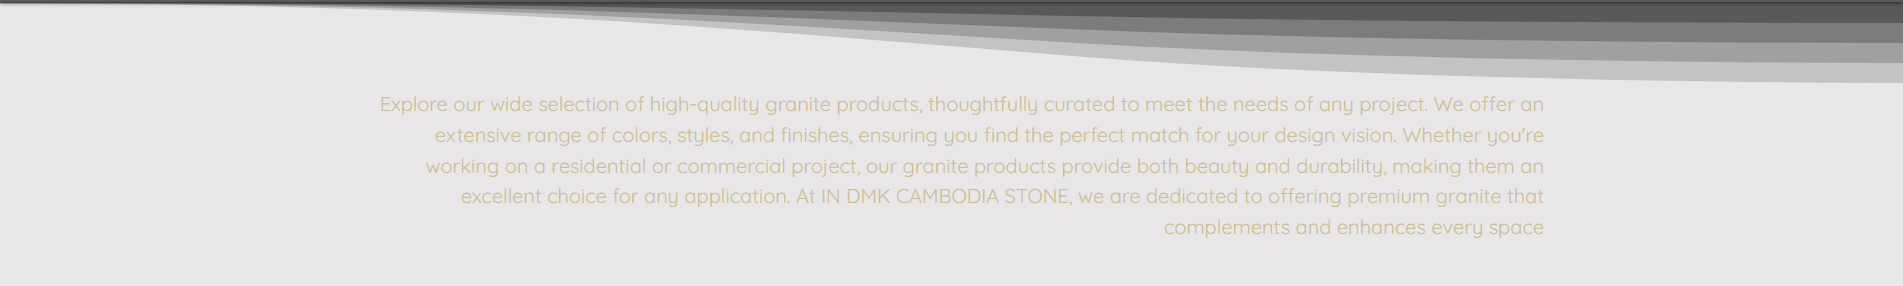 Explore our wide selection of high-quality granite products, thoughtfully curated to meet the needs of any project. We offer an
extensive range of colors, styles, and finishes, ensuring you find the perfect match for your design vision. Whether you're
working on a residential or commercial project, our granite products provide both beauty and durability, making them an
excellent choice for any application. At IN DMK CAMBODIA STONE, we are dedicated to offering premium granite that
complements and enhances every space